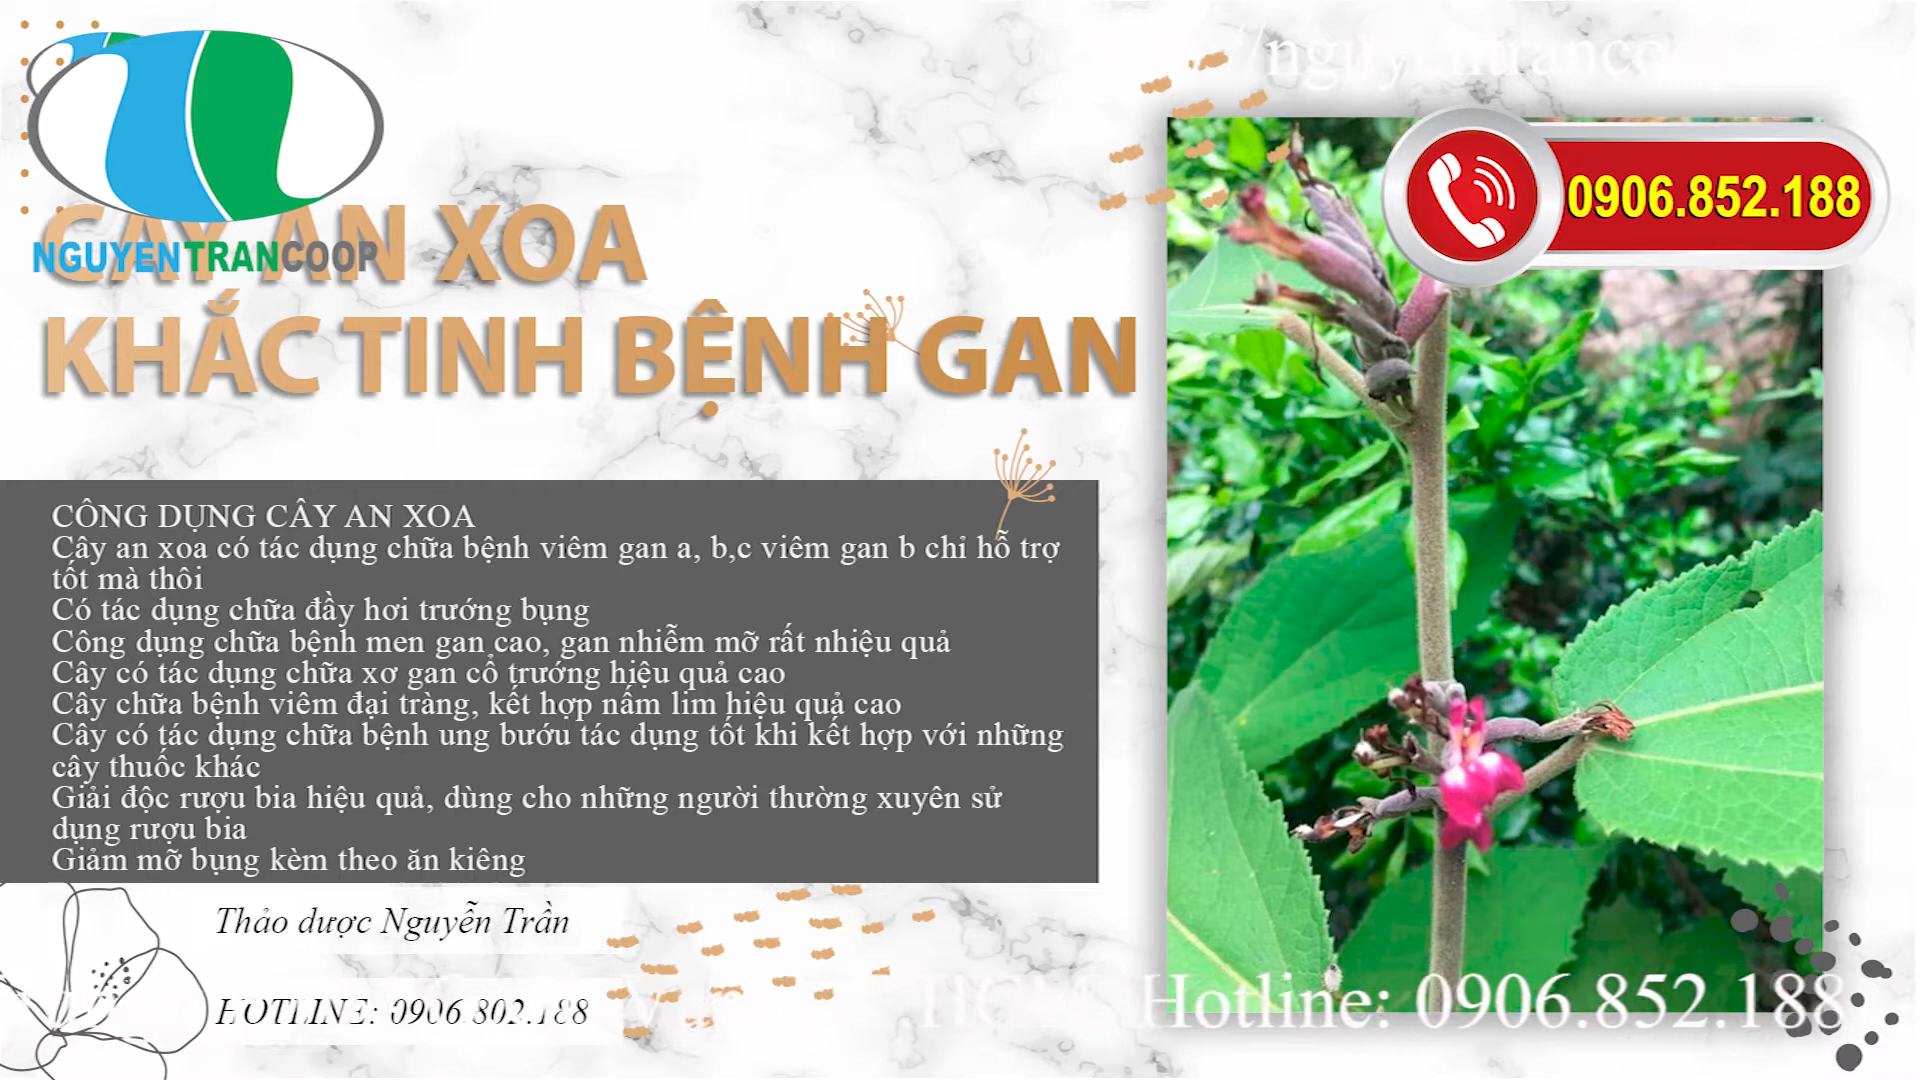 //nguyentranco
0906.852.188
NGUYENTRANCOOP
CÂY AN XOA
KHẮC TINH BỆNH GAN
CÔNG DỤNG CÂY AN XOA
Cây an xoa có tác dụng chữa bệnh viêm gan a, b,c viêm gan b chỉ hỗ trợ
tốt mà thôi
Có tác dụng chữa đầy hơi trướng bụng
Công dụng chữa bệnh men gan cao, gan nhiễm mỡ rất nhiệu quả
Cây có tác dụng chữa xơ gan cổ trướng hiệu quả cao
Cây chữa bệnh viêm đại tràng, kết hợp nấm lim hiệu quả cao
Cây có tác dụng chữa bệnh ung bướu tác dụng tốt khi kết hợp với những
cây thuốc khác
Giải độc rượu bia hiệu quả, dùng cho những người thường xuyên sử
dụng rượu bia
Giảm mỡ bụng kèm theo ăn kiêng
Thảo dược Nguyễn Trần
HOTLINE: 0906.802.188
Hotline: 0906.852.188